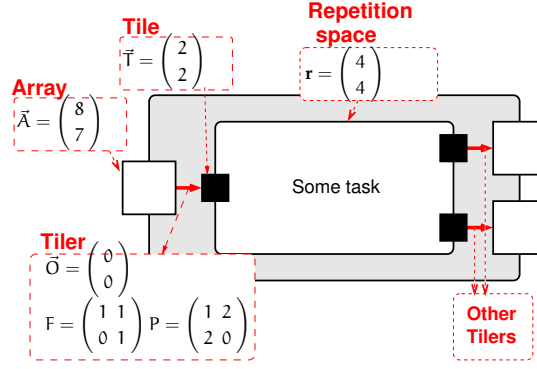 Repetition
space
r = (4 4)
Tile
T⃗ = (2 2)
Array
A⃗ = (8 7)
Some task
Tiler
O⃗ = (0 0)
F = (1 1 0 1) P = (1 2 2 0)
Other
Tilers